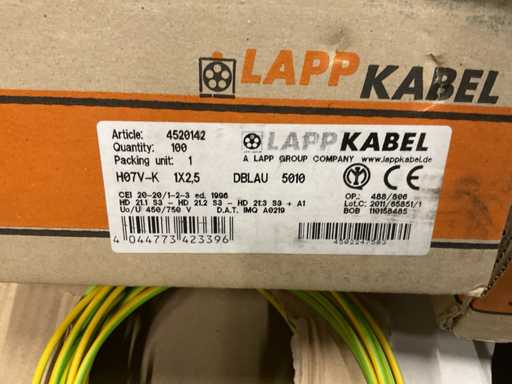 LAPP KABEL
Article: 4520142
Quantity: 100
Packing unit: 1
LAPP KABEL
A LAPP GROUP COMPANY www.lappkabel.de
H07V-K 1X2,5 DBLAU 5010
CEI 20-20/1-2-3 ed. 1996
HD 21.1 S3 - HD 21.2 S3 - HD 21.3 S3 + A1
Uo/U 450/750 V D.A.T. IMQ A0219
OP.: 488/806
Lot.C: 2011/65851/1
BOB 110158485
4 044773 423396
4502247583